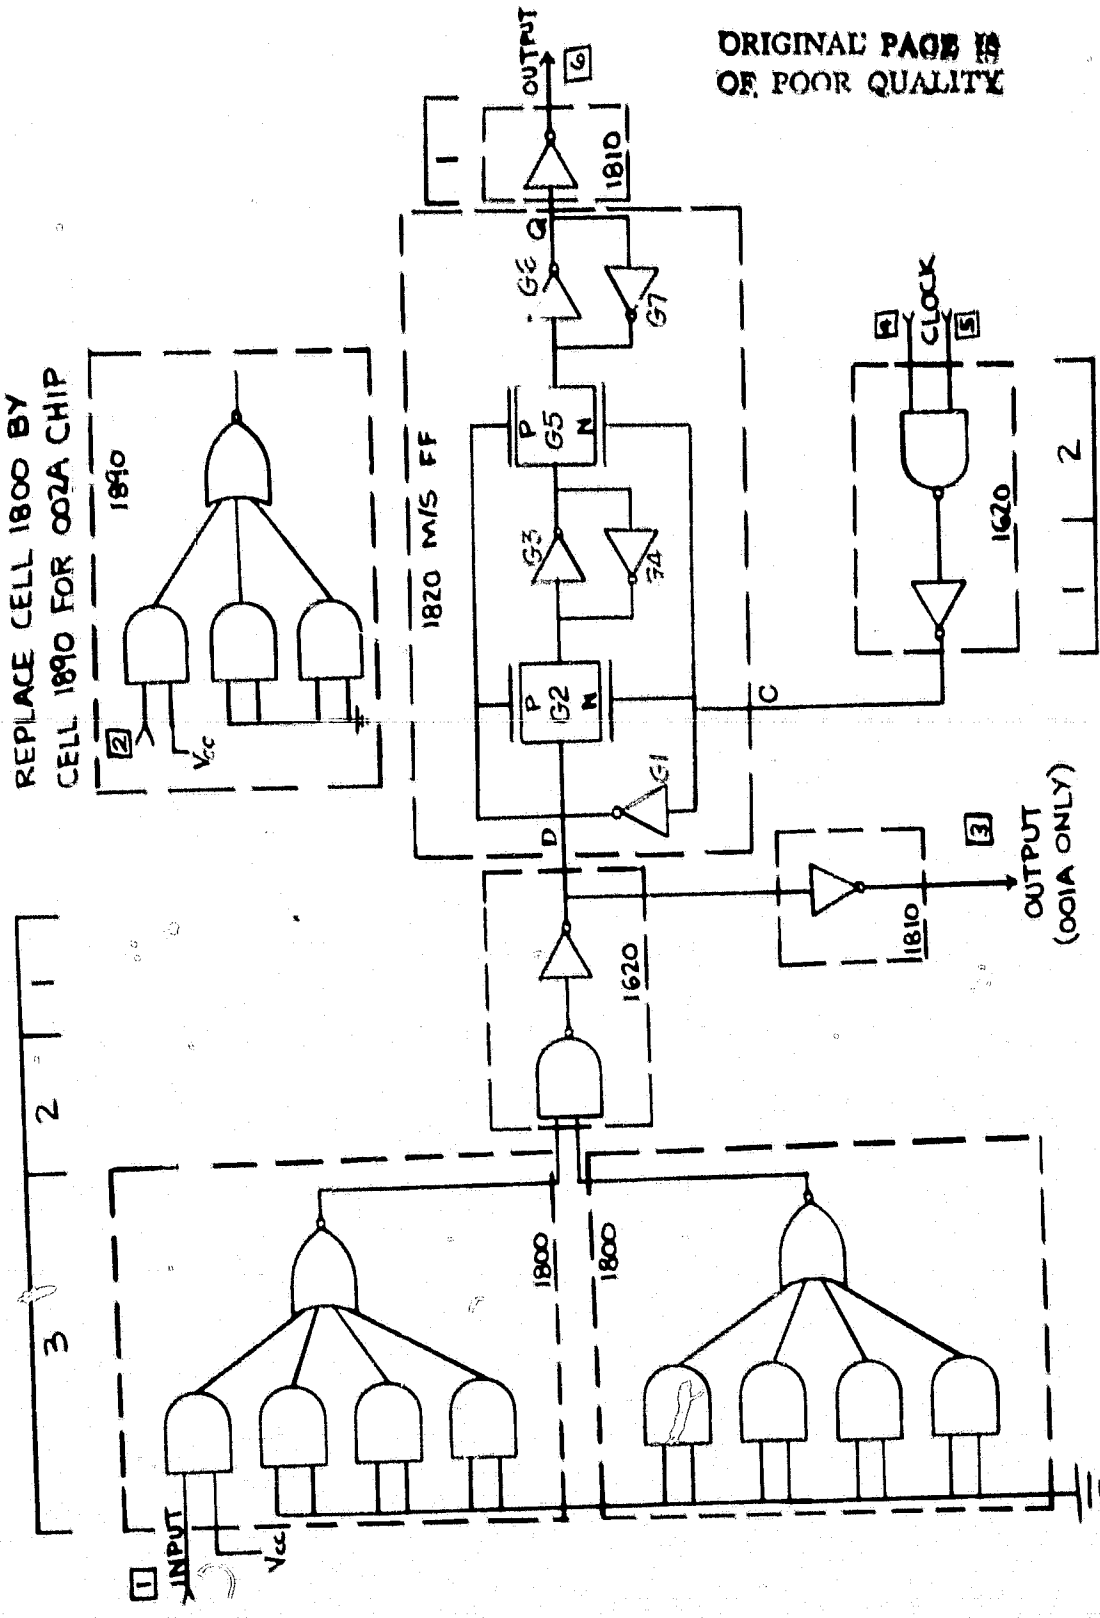 ORIGINAL PAGE IS
OF POOR QUALITY
REPLACE CELL 1800 BY
CELL 1890 FOR 002A CHIP
1890
2
Vcc
3
2
1
1
INPUT
Vcc
1800
1800
1620
D
1820 M/S FF
G1
P
G2
N
G3
G4
P
G5
N
G6
G7
Q
C
1
1810
OUTPUT
6
1810
3
OUTPUT
(001A ONLY)
1620
4
CLOCK
5
1
2